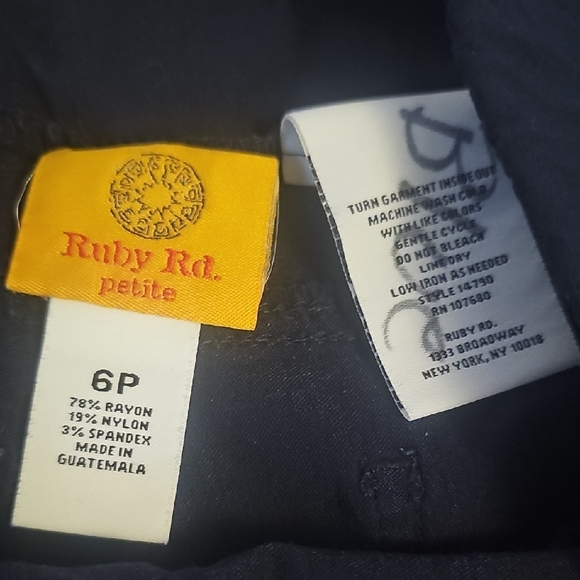 Ruby Rd.
petite
6P
78% RAYON
19% NYLON
3% SPANDEX
MADE IN
GUATEMALA
TURN GARMENT INSIDE OUT
MACHINE WASH COLD
WITH LIKE COLORS
GENTLE CYCLE
DO NOT BLEACH
LINE DRY
LOW IRON AS NEEDED
STYLE 14790
RN 107680
RUBY RD.
1333 BROADWAY
NEW YORK, NY 10018